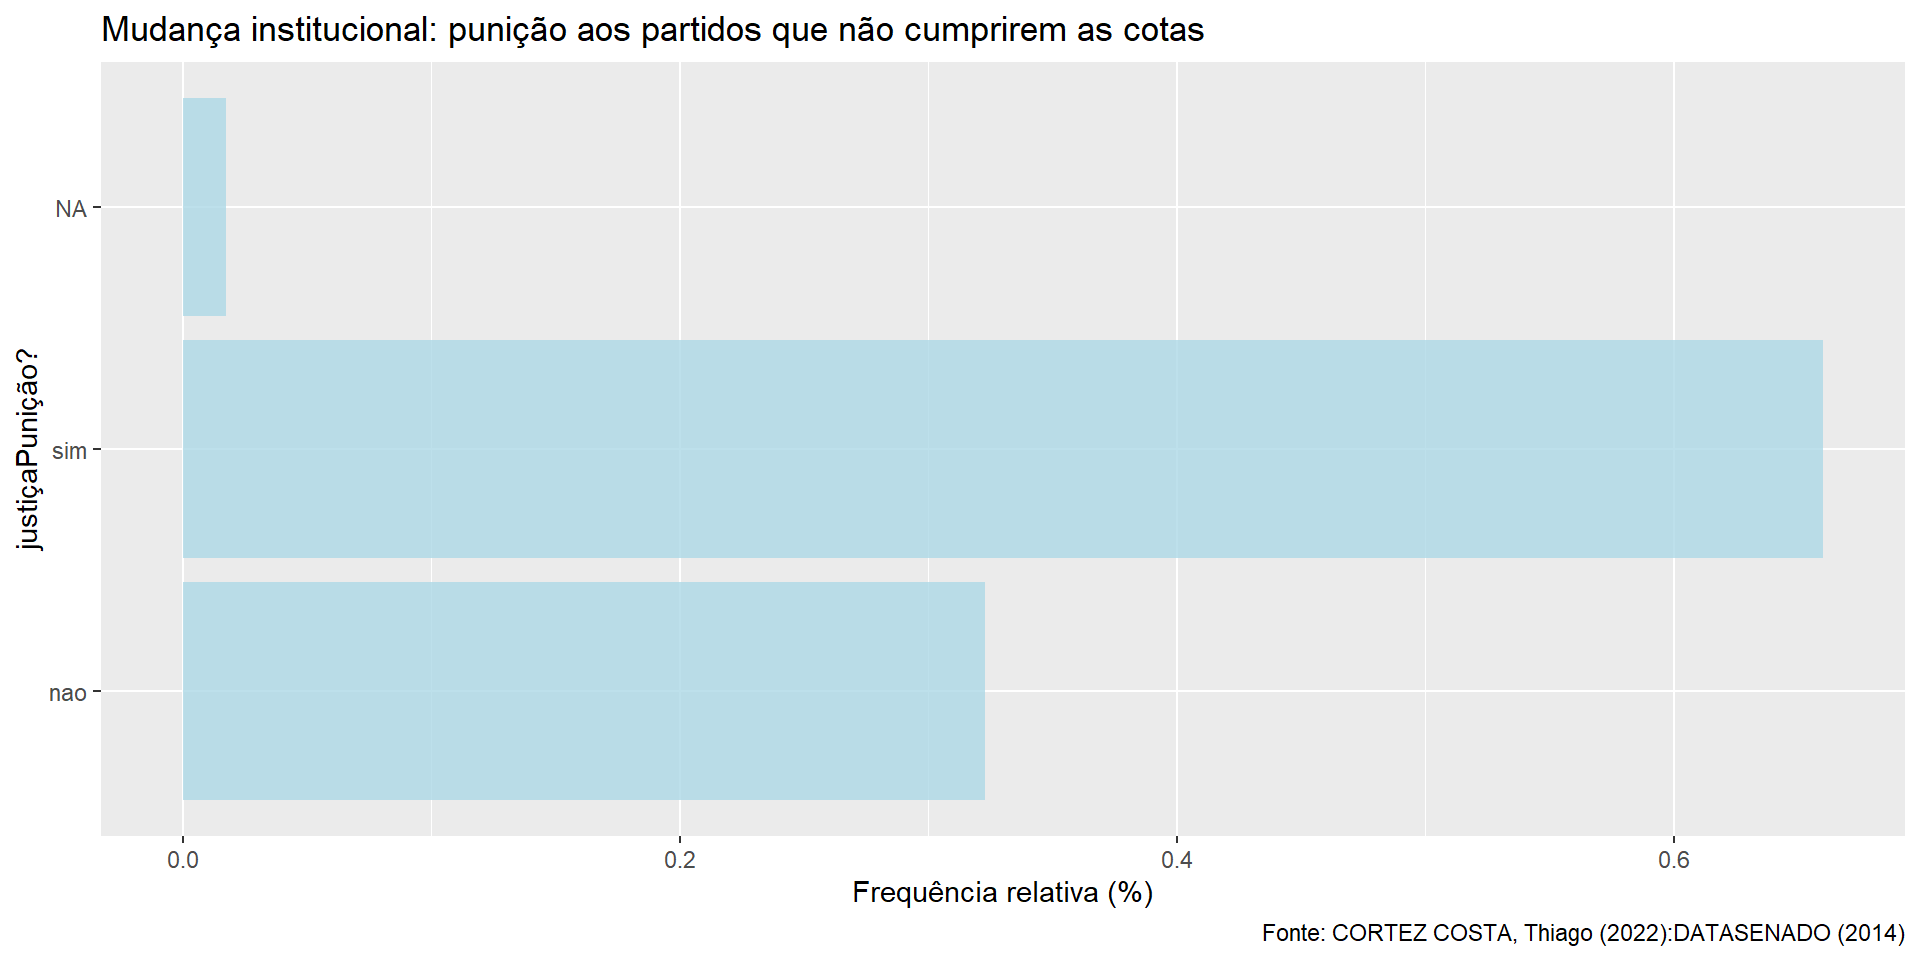 Mudança institucional: punição aos partidos que não cumprirem as cotas
justiçaPunição?
NA
sim
nao
0.0 0.2 0.4 0.6
Frequência relativa (%)
Fonte: CORTEZ COSTA, Thiago (2022):DATASENADO (2014)